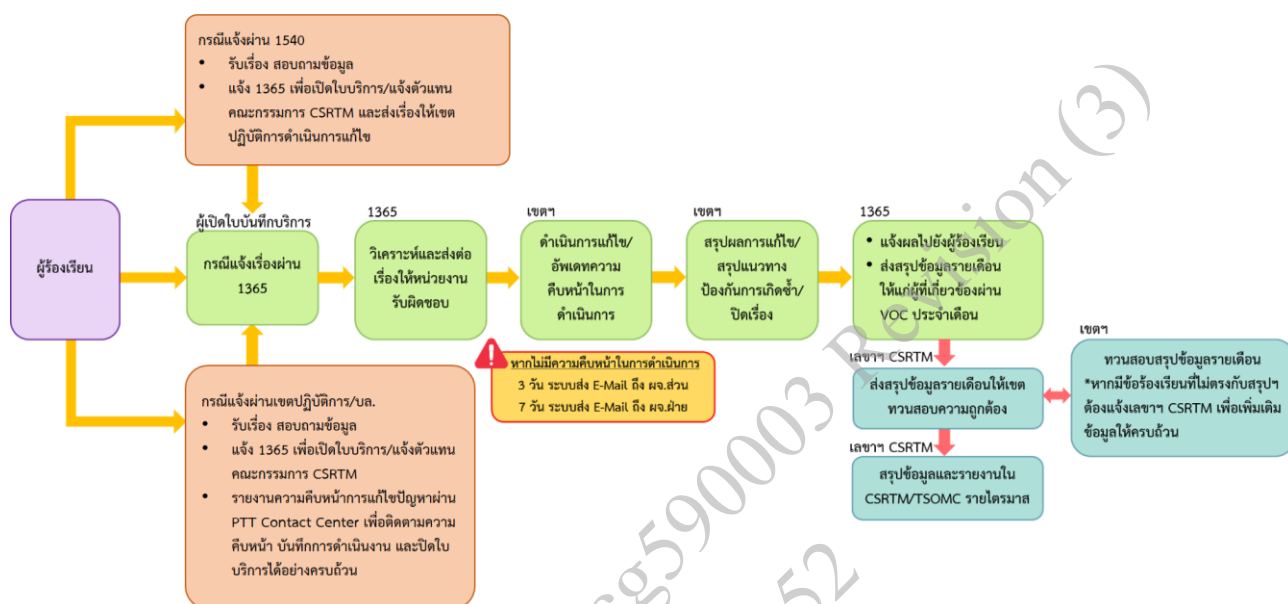 กรณีแจ้งผ่าน 1540
• รับเรื่อง สอบถามข้อมูล
• แจ้ง 1365 เพื่อเปิดใบบริการ/แจ้งตัวแทน
คณะกรรมการ CSRTM และส่งเรื่องให้เขต
ปฏิบัติการดำเนินการแก้ไข
ผู้ร้องเรียน
ผู้เปิดใบบันทึกบริการ
กรณีแจ้งเรื่องผ่าน
1365
1365
วิเคราะห์และส่งต่อ
เรื่องให้หน่วยงาน
รับผิดชอบ
เขตฯ
ดำเนินการแก้ไข/
อัพเดทความ
คืบหน้าในการ
ดำเนินการ
เขตฯ
สรุปผลการแก้ไข/
สรุปแนวทาง
ป้องกันการเกิดซ้ำ/
ปิดเรื่อง
1365
• แจ้งผลไปยังผู้ร้องเรียน
• ส่งสรุปข้อมูลรายเดือน
ให้แก่ผู้ที่เกี่ยวข้องผ่าน
VOC ประจำเดือน
หากไม่มีความคืบหน้าในการดำเนินการ
3 วัน ระบบส่ง E-Mail ถึง ผจ.ส่วน
7 วัน ระบบส่ง E-Mail ถึง ผจ.ฝ่าย
เลขาฯ CSRTM
ส่งสรุปข้อมูลรายเดือนให้เขต
ทวนสอบความถูกต้อง
เขตฯ
ทวนสอบสรุปข้อมูลรายเดือน
*หากมีข้อร้องเรียนที่ไม่ตรงกับสรุปฯ
ต้องแจ้งเลขาฯ CSRTM เพื่อเพิ่มเติม
ข้อมูลให้ครบถ้วน
เลขาฯ CSRTM
สรุปข้อมูลและรายงานใน
CSRTM/TSOMC รายไตรมาส
กรณีแจ้งผ่านเขตปฏิบัติการ/บล.
• รับเรื่อง สอบถามข้อมูล
• แจ้ง 1365 เพื่อเปิดใบบริการ/แจ้งตัวแทน
คณะกรรมการ CSRTM
• รายงานความคืบหน้าการแก้ไขปัญหาผ่าน
PTT Contact Center เพื่อติดตามความ
คืบหน้า บันทึกการดำเนินงาน และปิดใบ
บริการได้อย่างครบถ้วน
g590003 Revision (3)
52